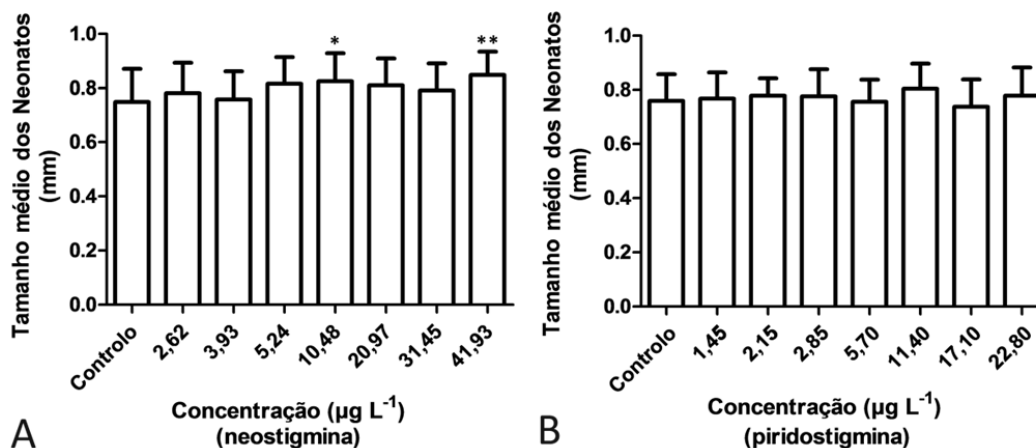 Tamanho médio dos Neonatos
(mm)
1.0
0.8
0.6
0.4
0.2
0.0
*
**
Controlo
2,62
3,93
5,24
10,48
20,97
31,45
41,93
Concentração (µg L⁻¹)
(neostigmina)
A
Tamanho médio dos Neonatos
(mm)
1.0
0.8
0.6
0.4
0.2
0.0
Controlo
1,45
2,15
2,85
5,70
11,40
17,10
22,80
Concentração (µg L⁻¹)
(piridostigmina)
B